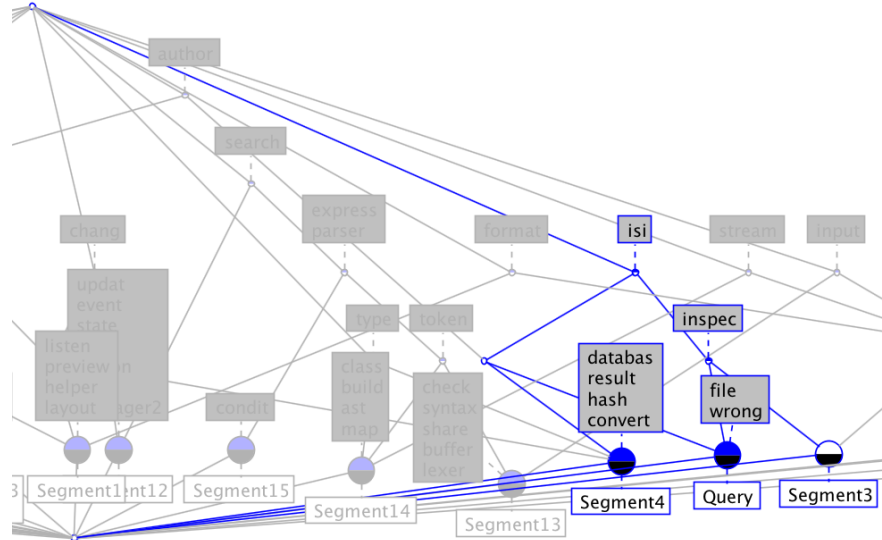 author
search
express
parser
chang
format
isi
stream
input
updat
event
state
listen
preview
helper
layout
type
token
inspec
class
build
ast
map
check
syntax
share
buffer
lexer
databas
result
hash
convert
file
wrong
condit
Segment15
Segment14
Segment13
Segment4
Query
Segment3